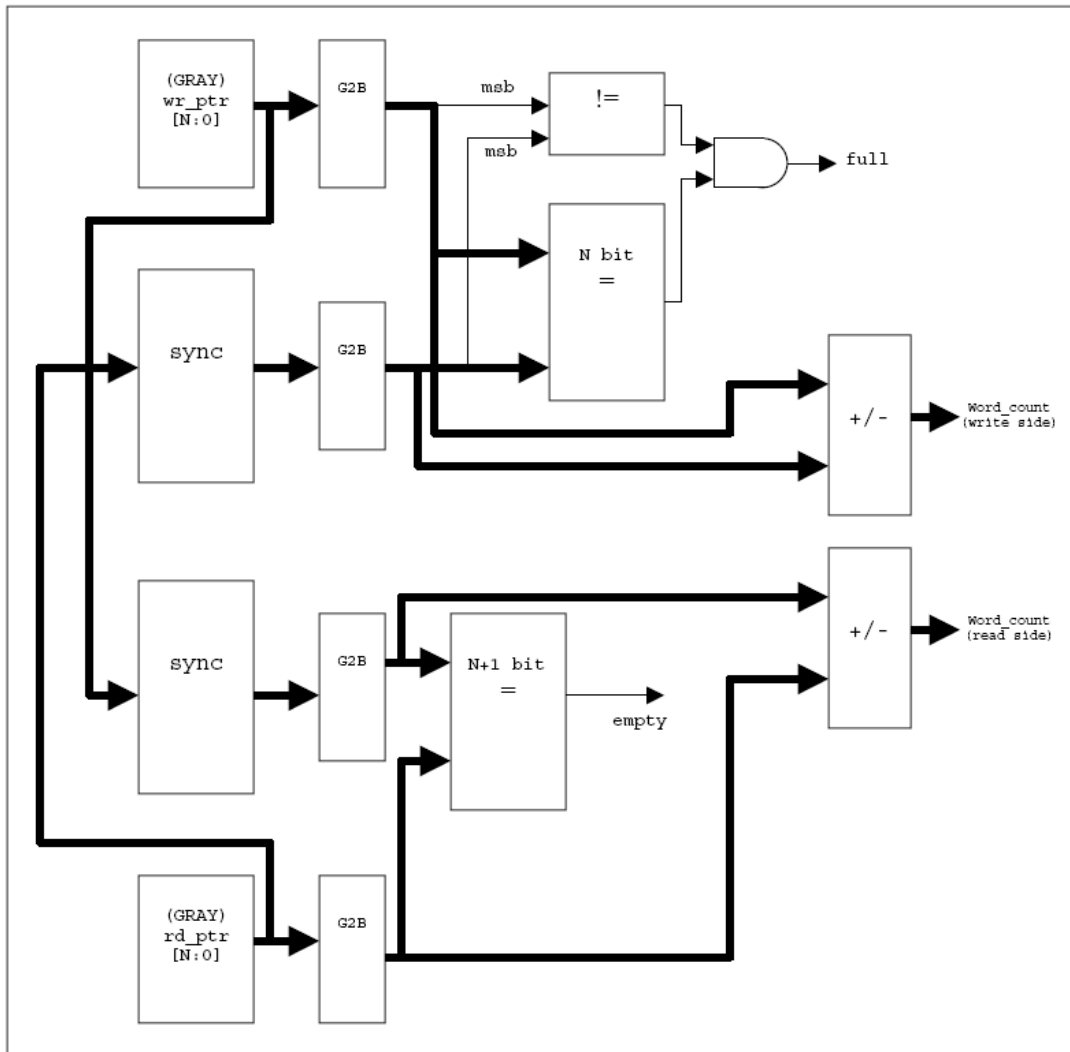 (GRAY)
wr_ptr
[N:0]
G2B
msb
!=
msb
full
N bit
=
sync
G2B
+/-
Word_count
(write side)
sync
G2B
N+1 bit
=
empty
+/-
Word_count
(read side)
(GRAY)
rd_ptr
[N:0]
G2B